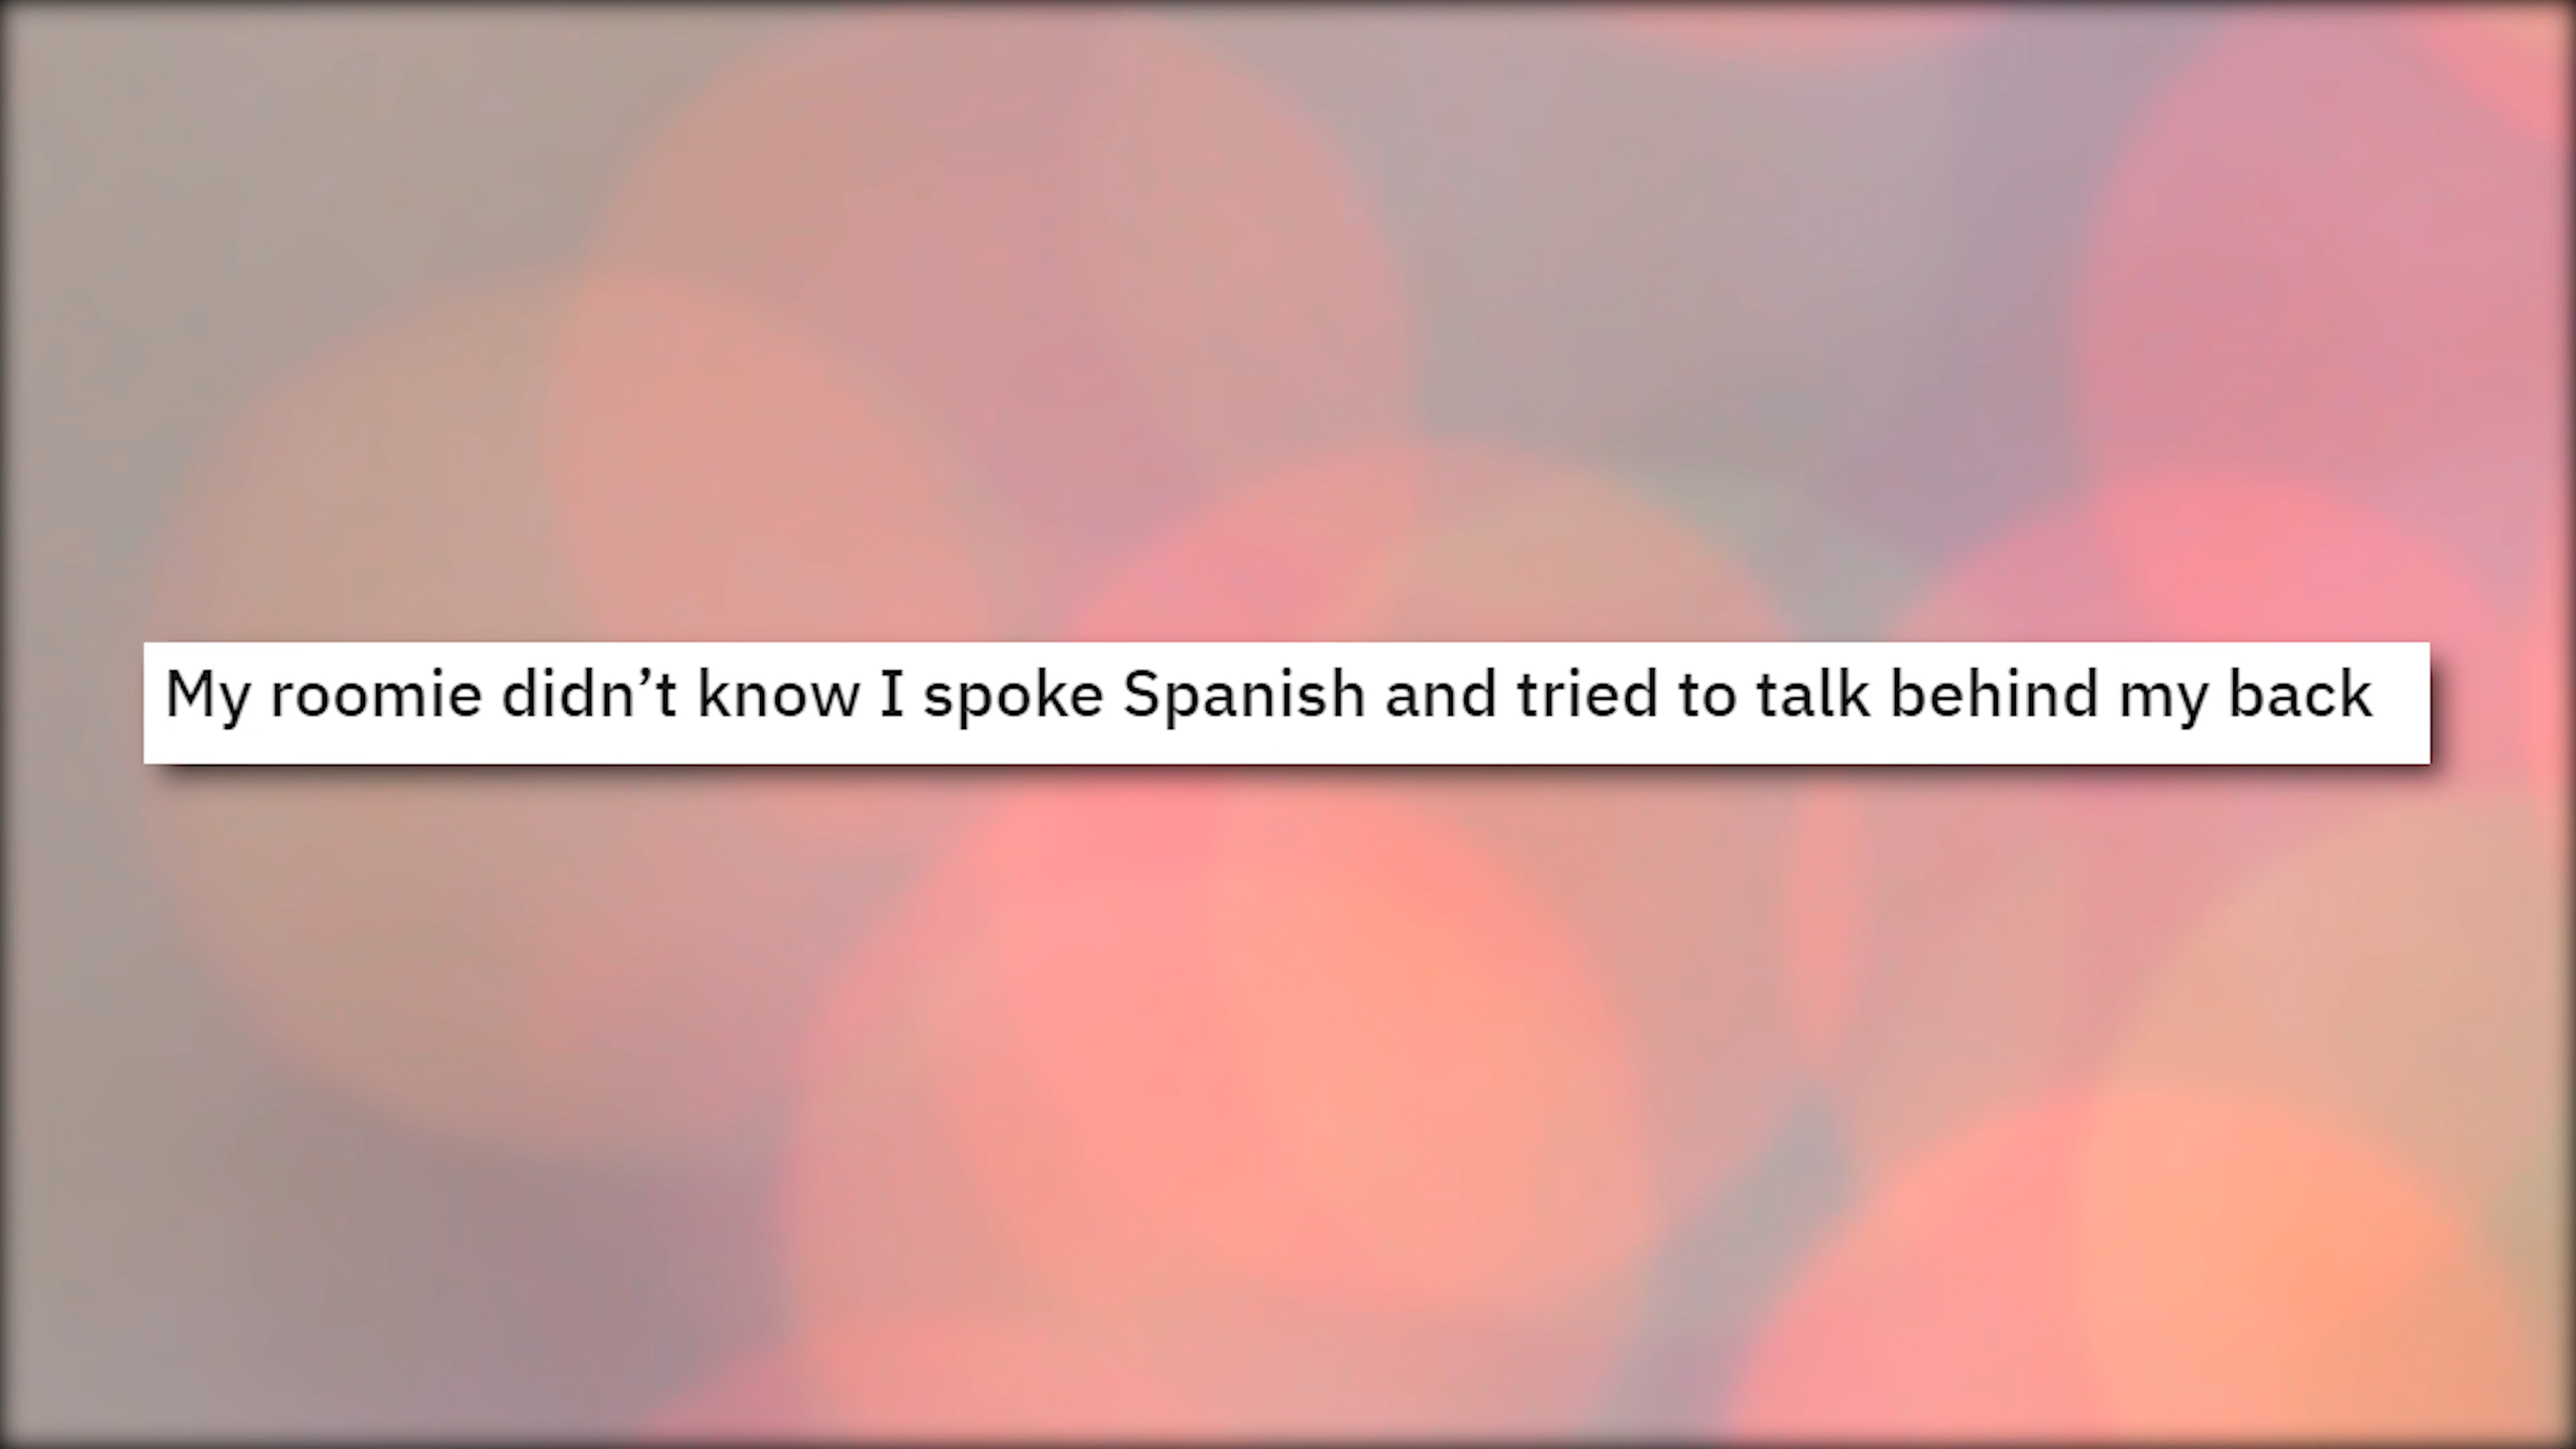 My roomie didn’t know I spoke Spanish and tried to talk behind my back